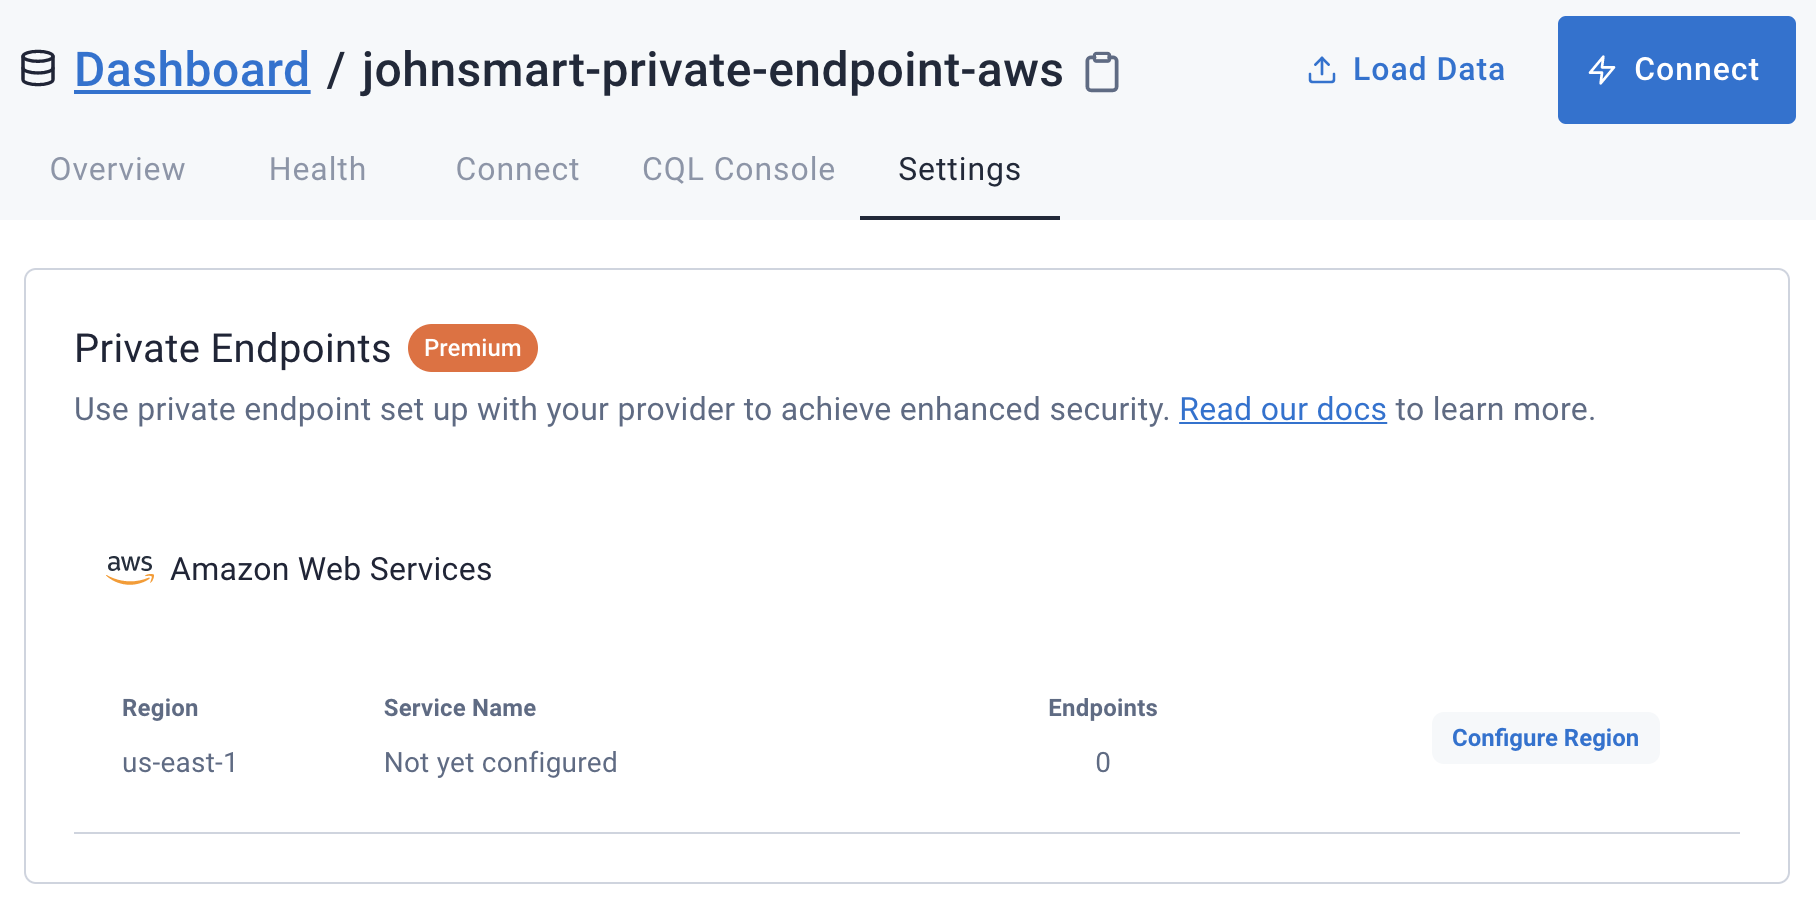 Dashboard / johnsmart-private-endpoint-aws Load Data Connect
Overview Health Connect CQL Console Settings
Private Endpoints Premium
Use private endpoint set up with your provider to achieve enhanced security. Read our docs to learn more.
aws Amazon Web Services
Region Service Name Endpoints
Configure Region
us-east-1 Not yet configured 0